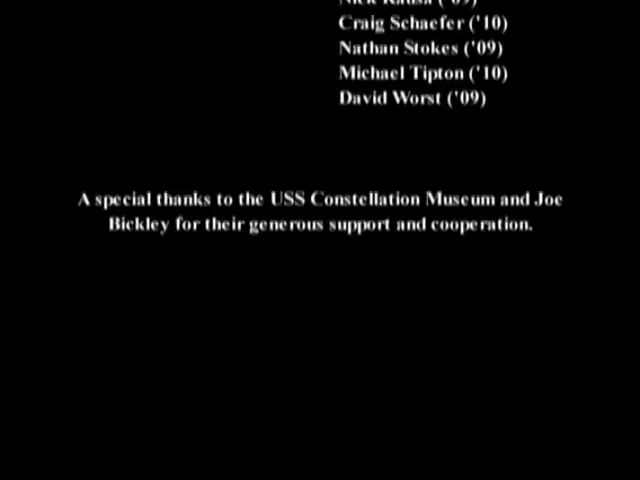 Craig Schaefer ('10)
Nathan Stokes ('09)
Michael Tipton ('10)
David Worst ('09)
A special thanks to the USS Constellation Museum and Joe
Bickley for their generous support and cooperation.